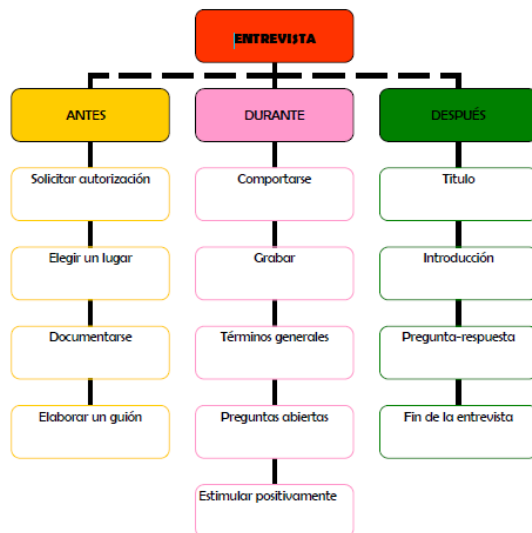 ENTREVISTA
ANTES
DURANTE
DESPUÉS
Solicitar autorización
Comportarse
Titulo
Elegir un lugar
Grabar
Introducción
Documentarse
Términos generales
Pregunta-respuesta
Elaborar un guión
Preguntas abiertas
Fin de la entrevista
Estimular positivamente